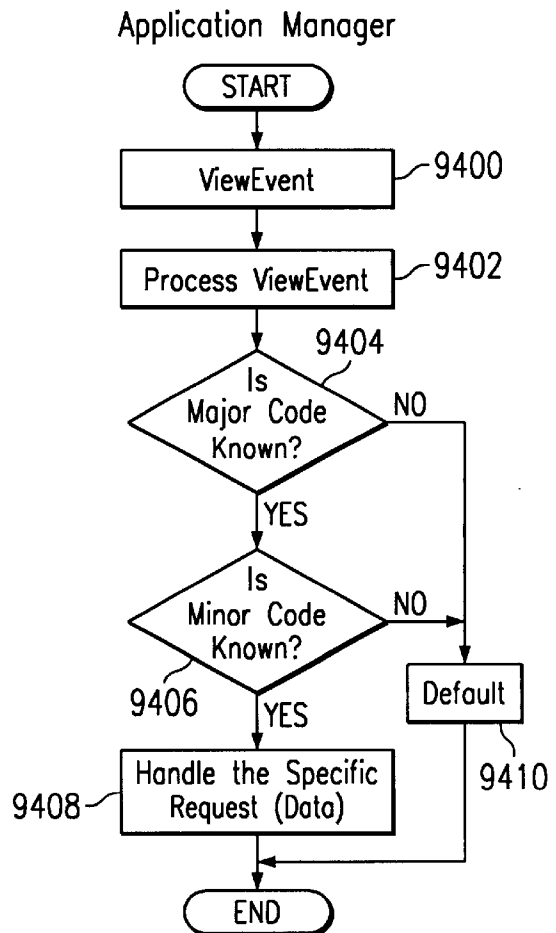 Application Manager
START
ViewEvent
9400
Process ViewEvent
9402
9404
Is
Major Code
Known?
NO
YES
Is
Minor Code
Known?
NO
9406
YES
Default
9410
Handle the Specific
Request (Data)
9408
END